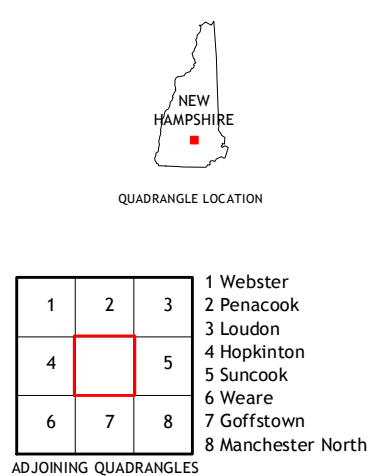 NEW
HAMPSHIRE
QUADRANGLE LOCATION
1 2 3
4 5
6 7 8
1 Webster
2 Penacook
3 Loudon
4 Hopkinton
5 Suncook
6 Weare
7 Goffstown
8 Manchester North
ADJOINING QUADRANGLES